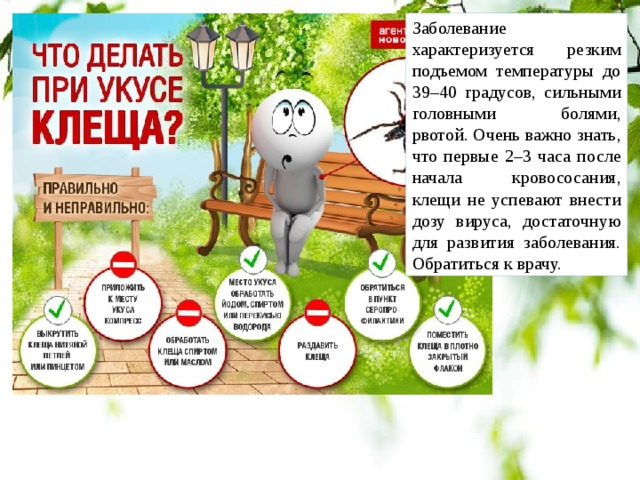 ЧТО ДЕЛАТЬ
ПРИ УКУСЕ
КЛЕЩА?
ПРАВИЛЬНО
И НЕПРАВИЛЬНО:
Заболевание
характеризуется резким
подъемом температуры до
39–40 градусов, сильными
головными болями,
рвотой. Очень важно знать,
что первые 2–3 часа после
начала кровососания,
клещи не успевают внести
дозу вируса, достаточную
для развития заболевания.
Обратиться к врачу.
ВЫКРУТИТЬ
КЛЕЩА НИТЯНОЙ
ПЕТЛЕЙ
ИЛИ ПИНЦЕТОМ
ПРИЛОЖИТЬ
К МЕСТУ
УКУСА
КОМПРЕСС
ОБРАБОТАТЬ
КЛЕЩА СПИРТОМ
ИЛИ МАСЛОМ
МЕСТО УКУСА
ОБРАБОТАТЬ
ЙОДОМ, СПИРТОМ
ИЛИ ПЕРЕКИСЬЮ
ВОДОРОДА
РАЗДАВИТЬ
КЛЕЩА
ОБРАТИТЬСЯ
В ПУНКТ
СЕРОПРО-
ФИЛАКТИКИ
ПОМЕСТИТЬ
КЛЕЩА В ПЛОТНО
ЗАКРЫТЫЙ
ФЛАКОН